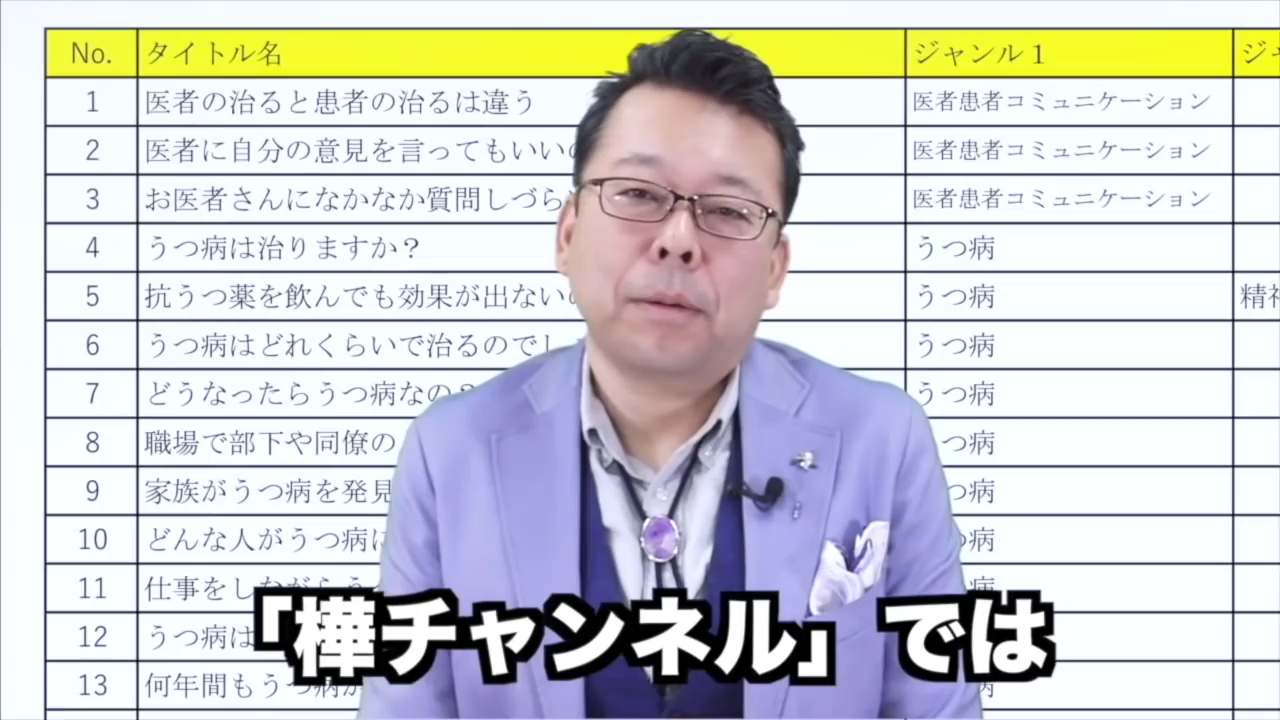 No. タイトル名 ジャンル１ ジャ
1 医者の治ると患者の治るは違う 医者患者コミュニケーション
2 医者に自分の意見を言ってもいい 医者患者コミュニケーション
3 お医者さんになかなか質問しづら 医者患者コミュニケーション
4 うつ病は治りますか？ うつ病
5 抗うつ薬を飲んでも効果が出ない うつ病 精神
6 うつ病はどれくらいで治るのでし うつ病
7 どうなったらうつ病なの？ うつ病
8 職場で部下や同僚の つ病
9 家族がうつ病を発見 つ病
10 どんな人がうつ病に つ病
11 仕事をしながらう 病
12 うつ病は
13 何年間もうつ病が 病
「樺チャンネル」では